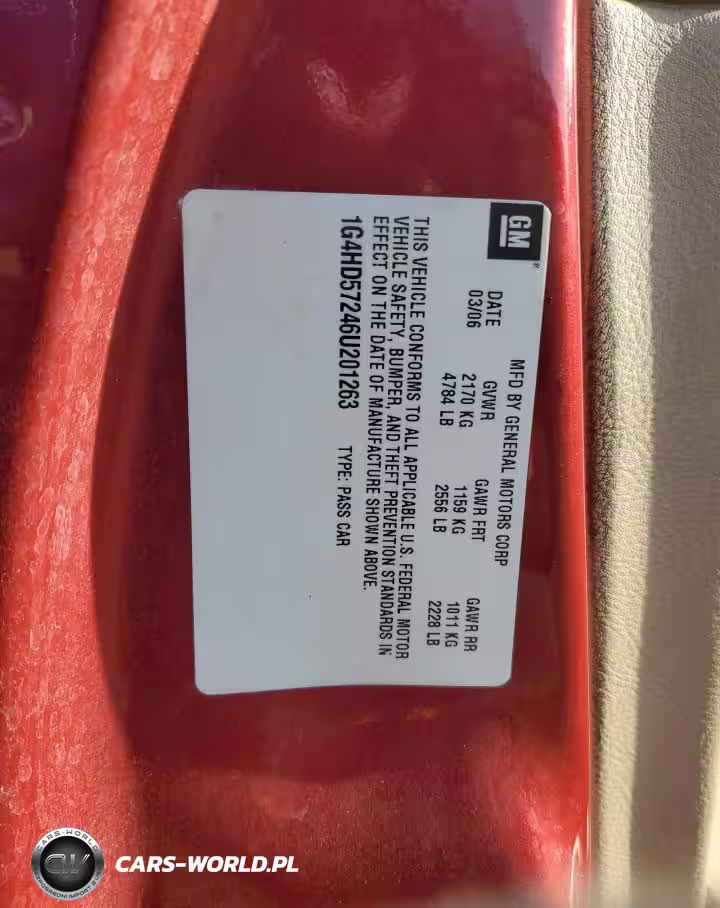 GM
MFD BY GENERAL MOTORS CORP
DATE GVWR GAWR FRT GAWR RR
03/06 2170 KG 1159 KG 1011 KG
4784 LB 2556 LB 2228 LB
THIS VEHICLE CONFORMS TO ALL APPLICABLE U.S. FEDERAL MOTOR
VEHICLE SAFETY, BUMPER, AND THEFT PREVENTION STANDARDS IN
EFFECT ON THE DATE OF MANUFACTURE SHOWN ABOVE.
1G4HD57246U201263 TYPE: PASS CAR
CARS-WORLD
CW
CARS-WORLD.PL